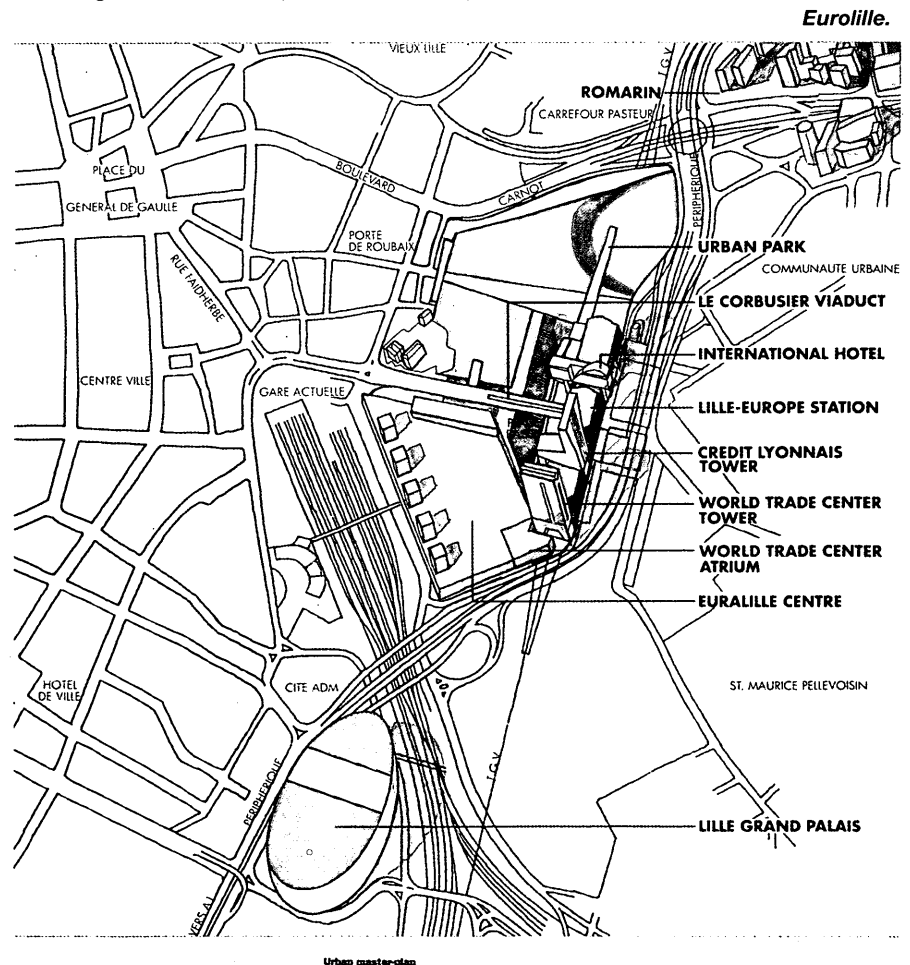 Eurolille.
VIEUX LILLE
T.G.V.
ROMARIN
CARREFOUR PASTEUR
PLACE DU
GENERAL DE GAULLE
BOULEVARD
CARNOT
PERIPHERIQUE
PORTE
DE ROUBAIX
URBAN PARK
COMMUNAUTE URBAINE
RUE FAIDHERBE
LE CORBUSIER VIADUCT
INTERNATIONAL HOTEL
CENTRE VILLE
GARE ACTUELLE
LILLE-EUROPE STATION
CREDIT LYONNAIS
TOWER
WORLD TRADE CENTER
TOWER
WORLD TRADE CENTER
ATRIUM
EURALILLE CENTRE
HOTEL
DE VILLE
CITE ADM
ST. MAURICE PELLEVOISIN
T.G.V.
PERIPHERIQUE
LILLE GRAND PALAIS
VERS A.1
Urban master-plan